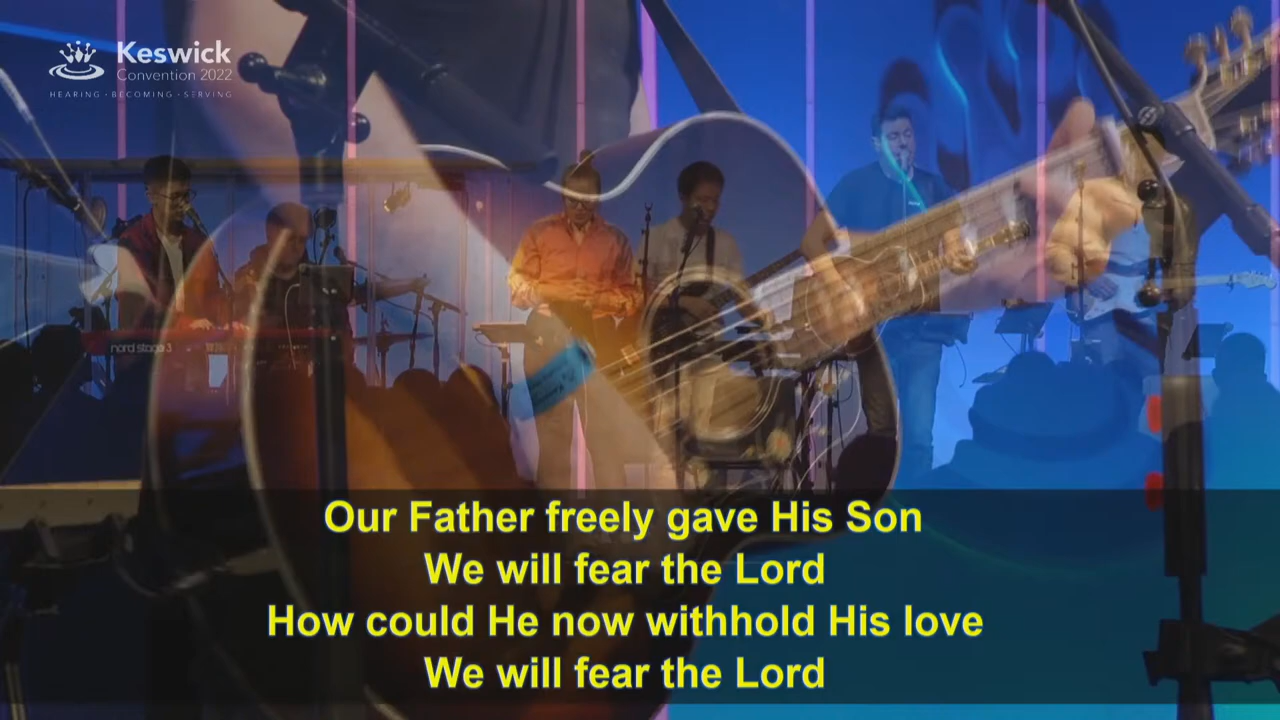 Keswick
Convention 2022
HEARING · BECOMING · SERVING
nord stage 3
Our Father freely gave His Son
We will fear the Lord
How could He now withhold His love
We will fear the Lord